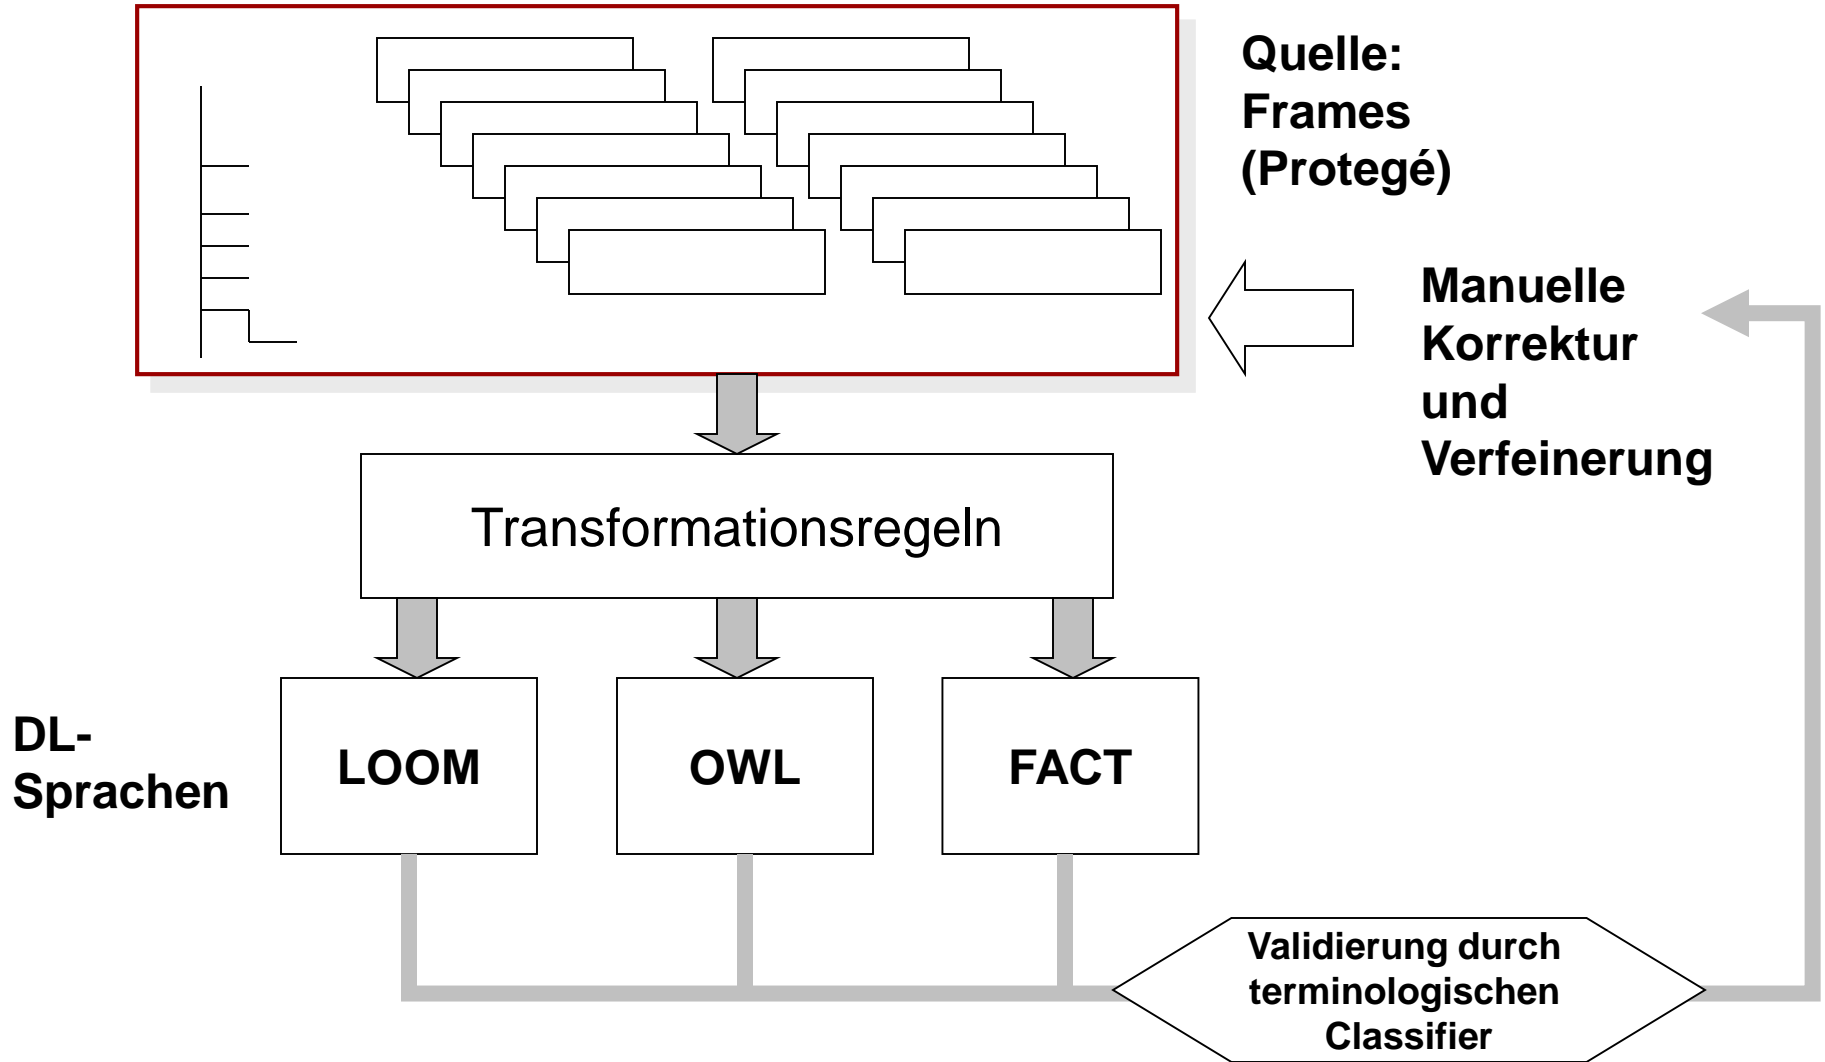 Quelle:
Frames
(Protegé)
Manuelle
Korrektur
und
Verfeinerung
Transformationsregeln
DL-
Sprachen
LOOM
OWL
FACT
Validierung durch
terminologischen
Classifier